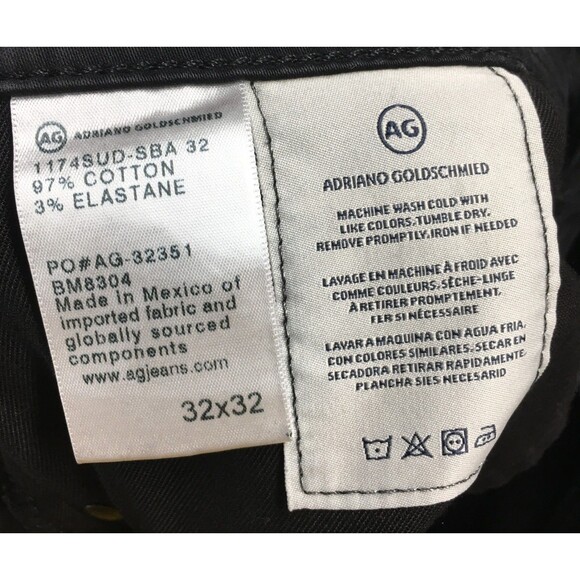 AG ADRIANO GOLDSCHMIED
1174SUD-SBA 32
97% COTTON
3% ELASTANE
PO#AG-32351
BM8304
Made in Mexico of
imported fabric and
globally sourced
components
www.agjeans.com
32x32
AG
ADRIANO GOLDSCHMIED
MACHINE WASH COLD WITH
LIKE COLORS. TUMBLE DRY.
REMOVE PROMPTLY. IRON IF NEEDED
LAVAGE EN MACHINE À FROID AVEC
COMME COULEURS. SÈCHE-LINGE
À RETIRER PROMPTEMENT,
FER SI NÉCESSAIRE
LAVAR A MAQUINA CON AGUA FRIA,
CON COLORES SIMILARES. SECAR EN
SECADORA RETIRAR RAPIDAMENTE
PLANCHA SIES NECESARID